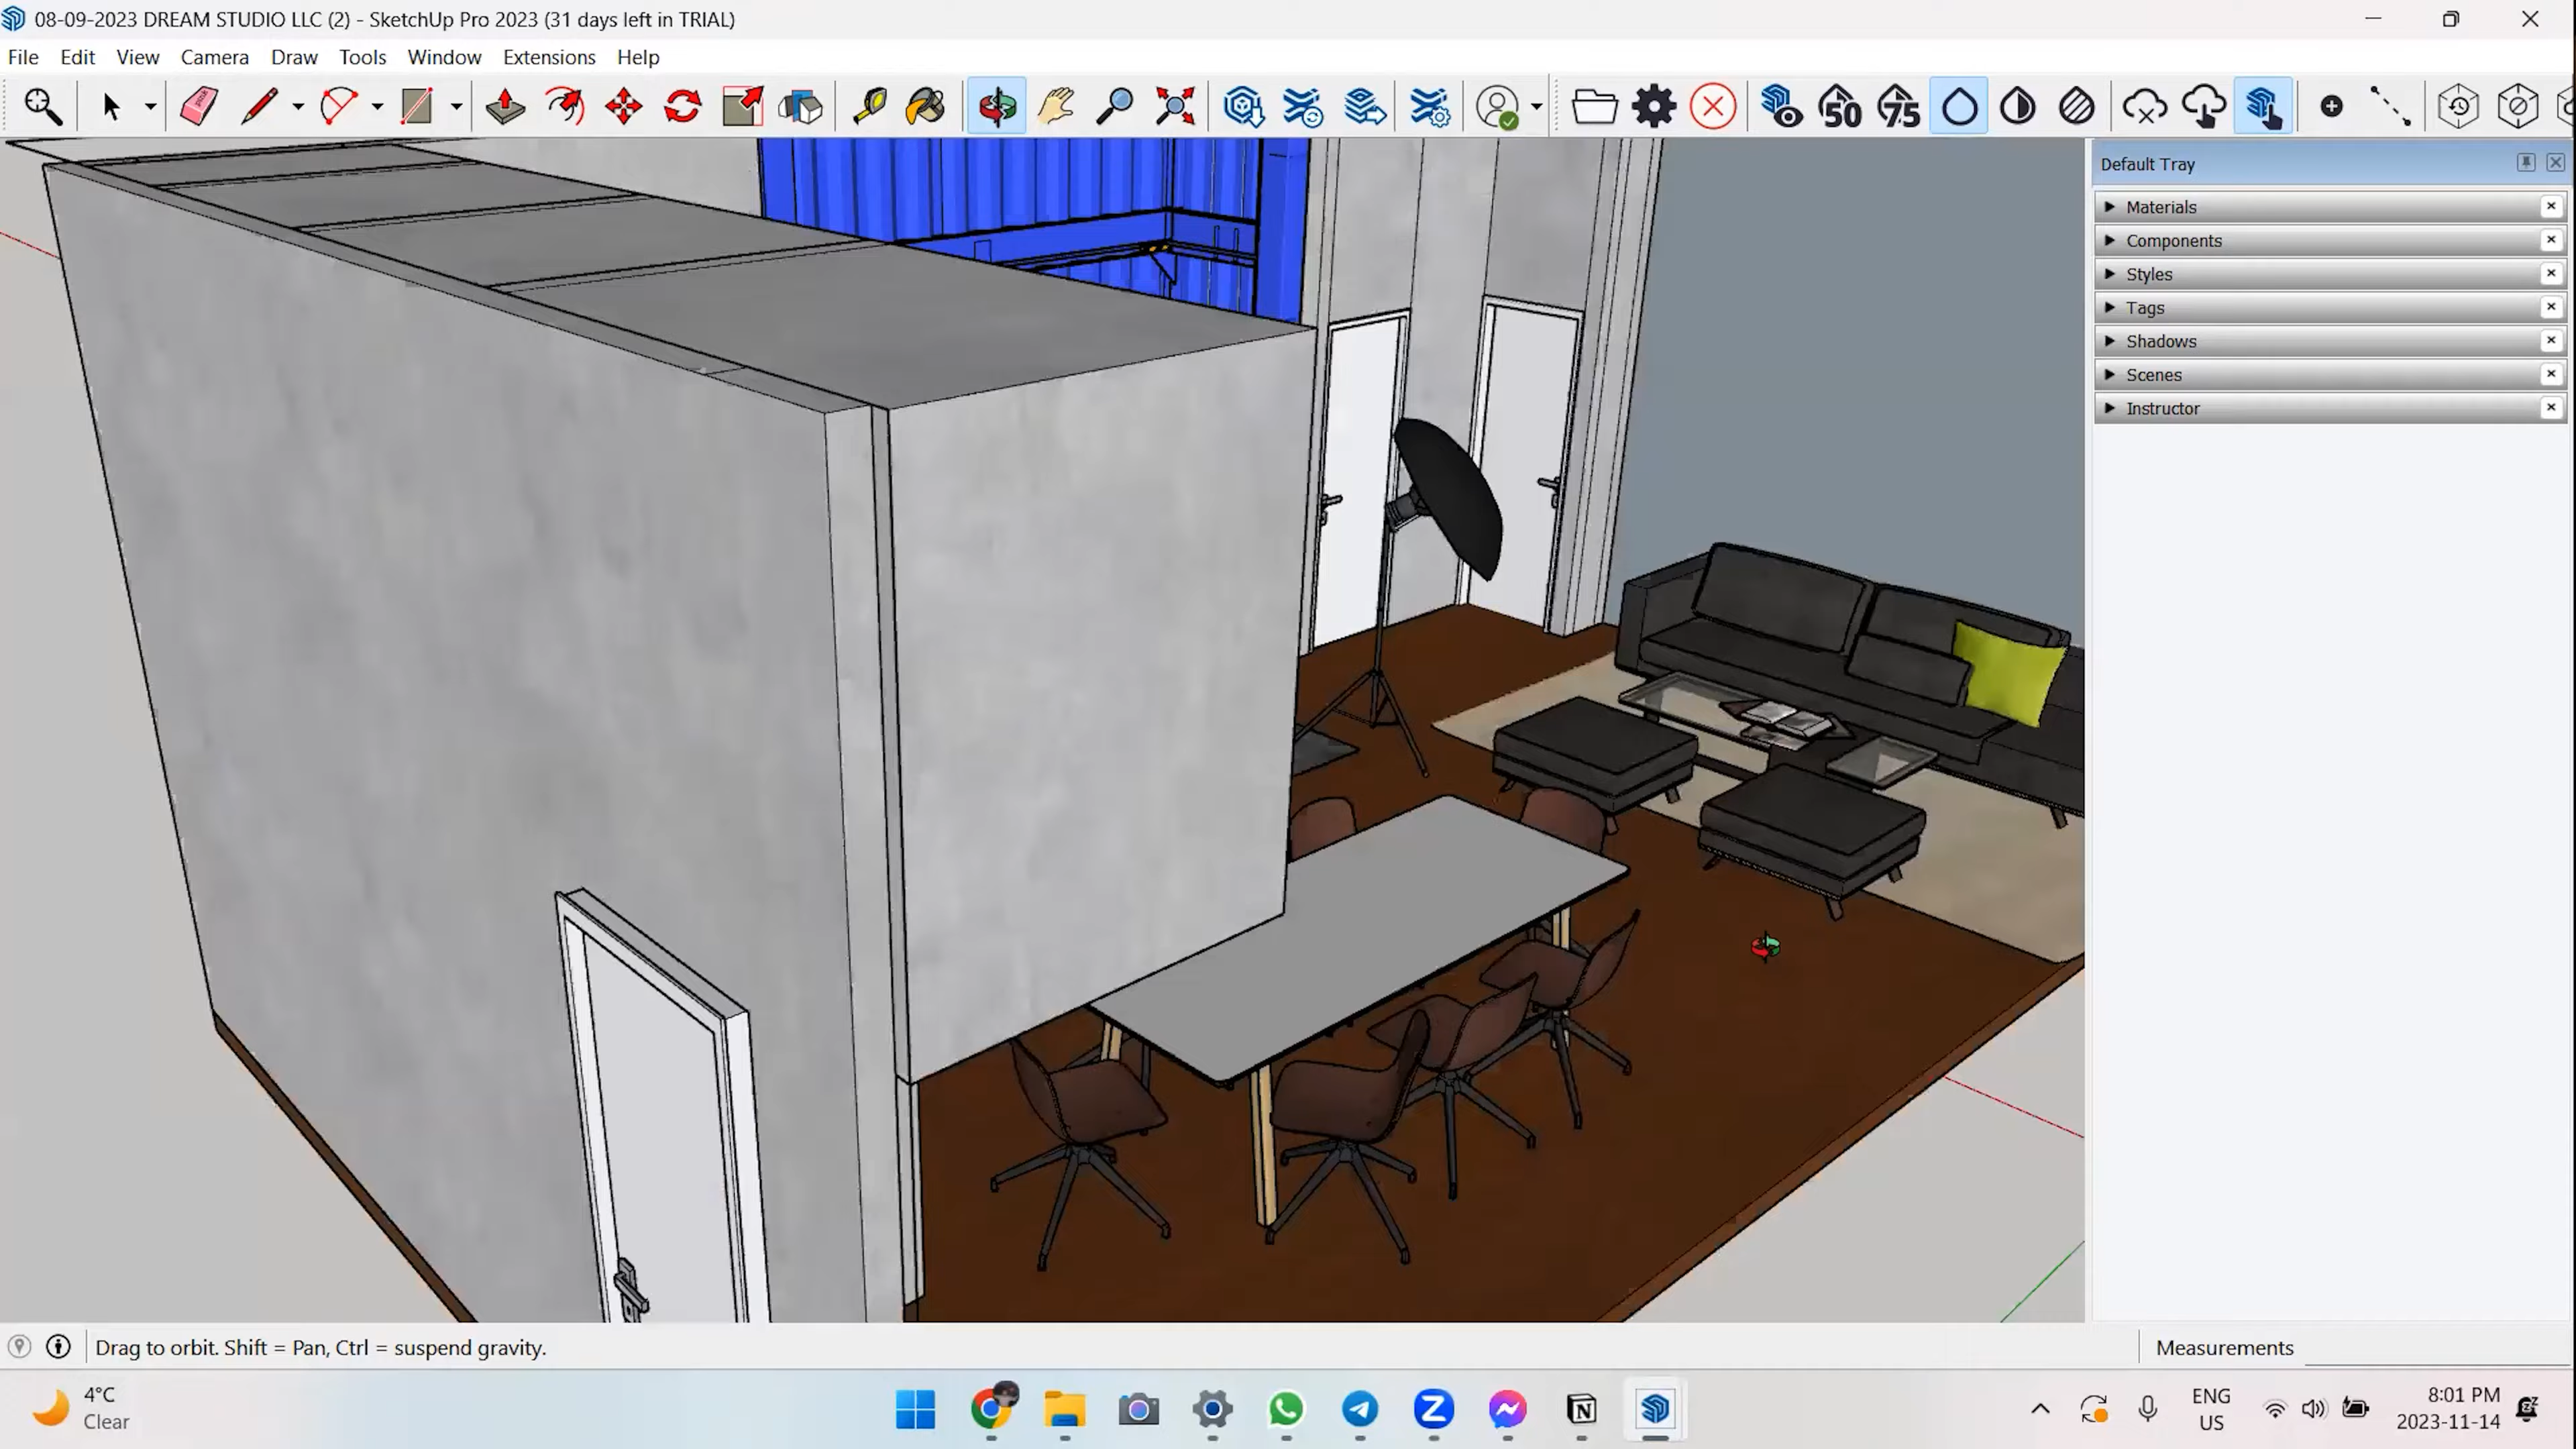 08-09-2023 DREAM STUDIO LLC (2) - SketchUp Pro 2023 (31 days left in TRIAL)
File Edit View Camera Draw Tools Window Extensions Help
50 75
Default Tray
Materials
Components
Styles
Tags
Shadows
Scenes
Instructor
Drag to orbit. Shift = Pan, Ctrl = suspend gravity.
Measurements
4°C
Clear
ENG
US
8:01 PM
2023-11-14